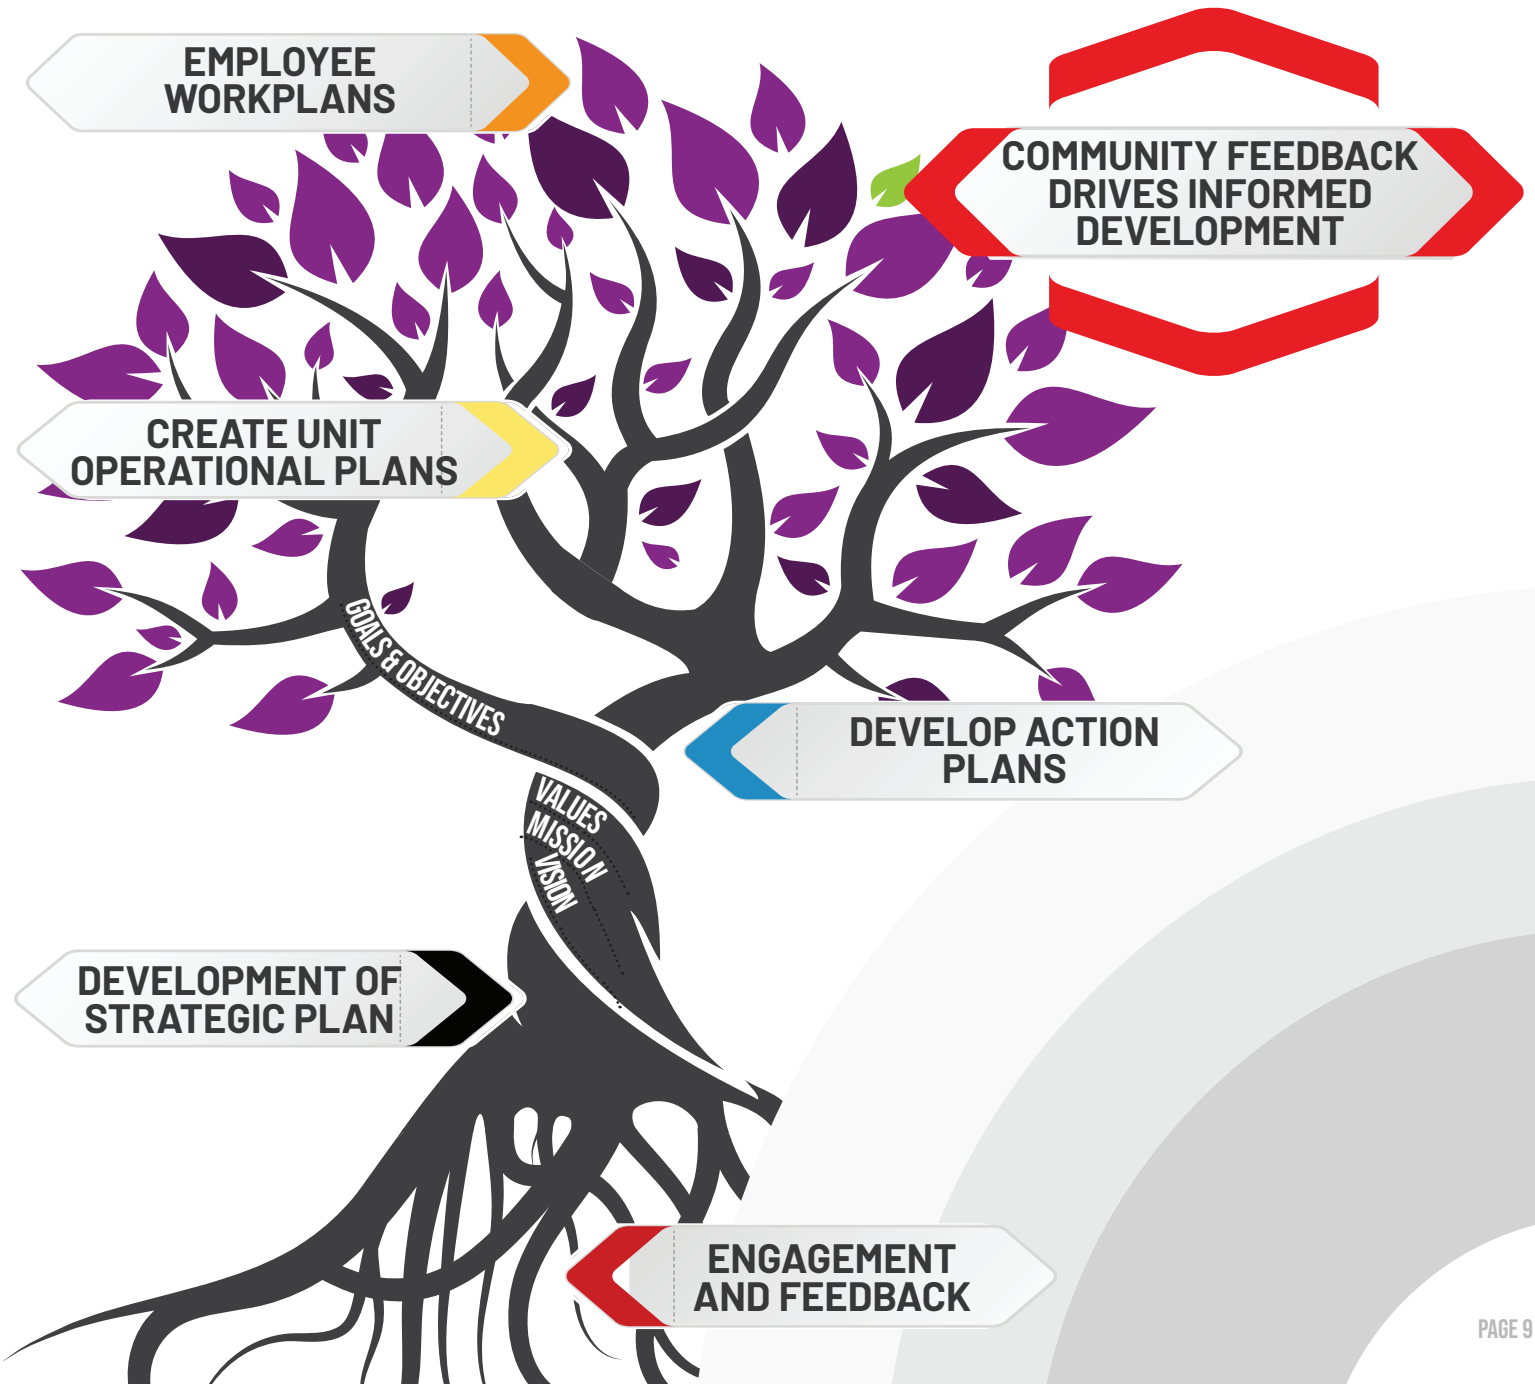 EMPLOYEE
WORKPLANS
COMMUNITY FEEDBACK
DRIVES INFORMED
DEVELOPMENT
CREATE UNIT
OPERATIONAL PLANS
GOALS & OBJECTIVES
DEVELOP ACTION
PLANS
VALUES
MISSION
VISION
DEVELOPMENT OF
STRATEGIC PLAN
ENGAGEMENT
AND FEEDBACK
PAGE 9